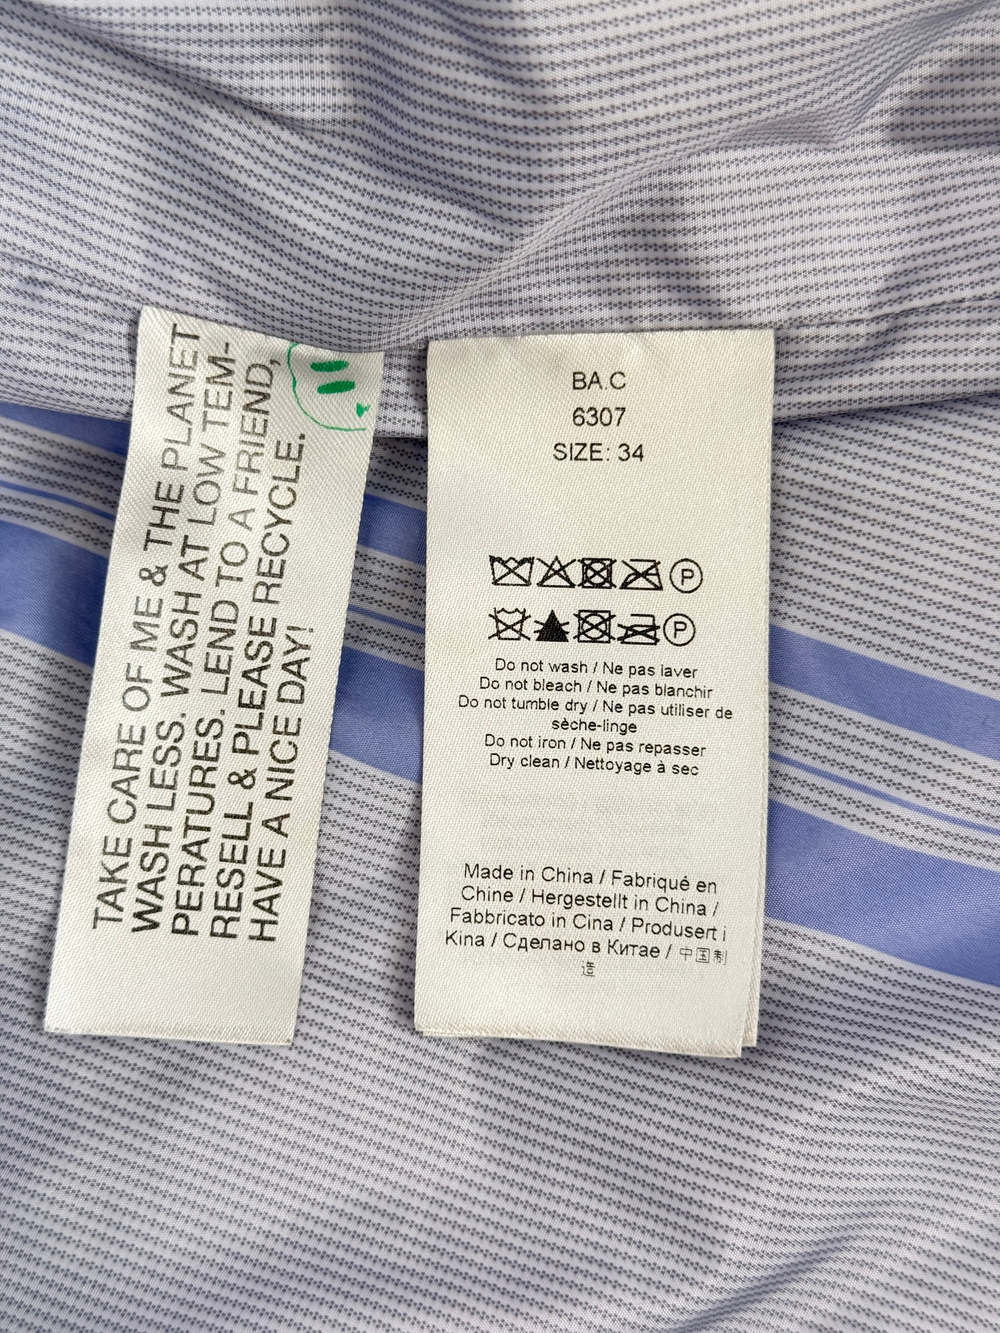 TAKE CARE OF ME & THE PLANET
WASH LESS. WASH AT LOW TEM-
PERATURES. LEND TO A FRIEND,
RESELL & PLEASE RECYCLE.
HAVE A NICE DAY!
BA.C
6307
SIZE: 34
P
P
Do not wash / Ne pas laver
Do not bleach / Ne pas blanchir
Do not tumble dry / Ne pas utiliser de
sèche-linge
Do not iron / Ne pas repasser
Dry clean / Nettoyage à sec
Made in China / Fabriqué en
Chine / Hergestellt in China /
Fabbricato in Cina / Produsert i
Kina / Сделано в Китае / 中国制
造